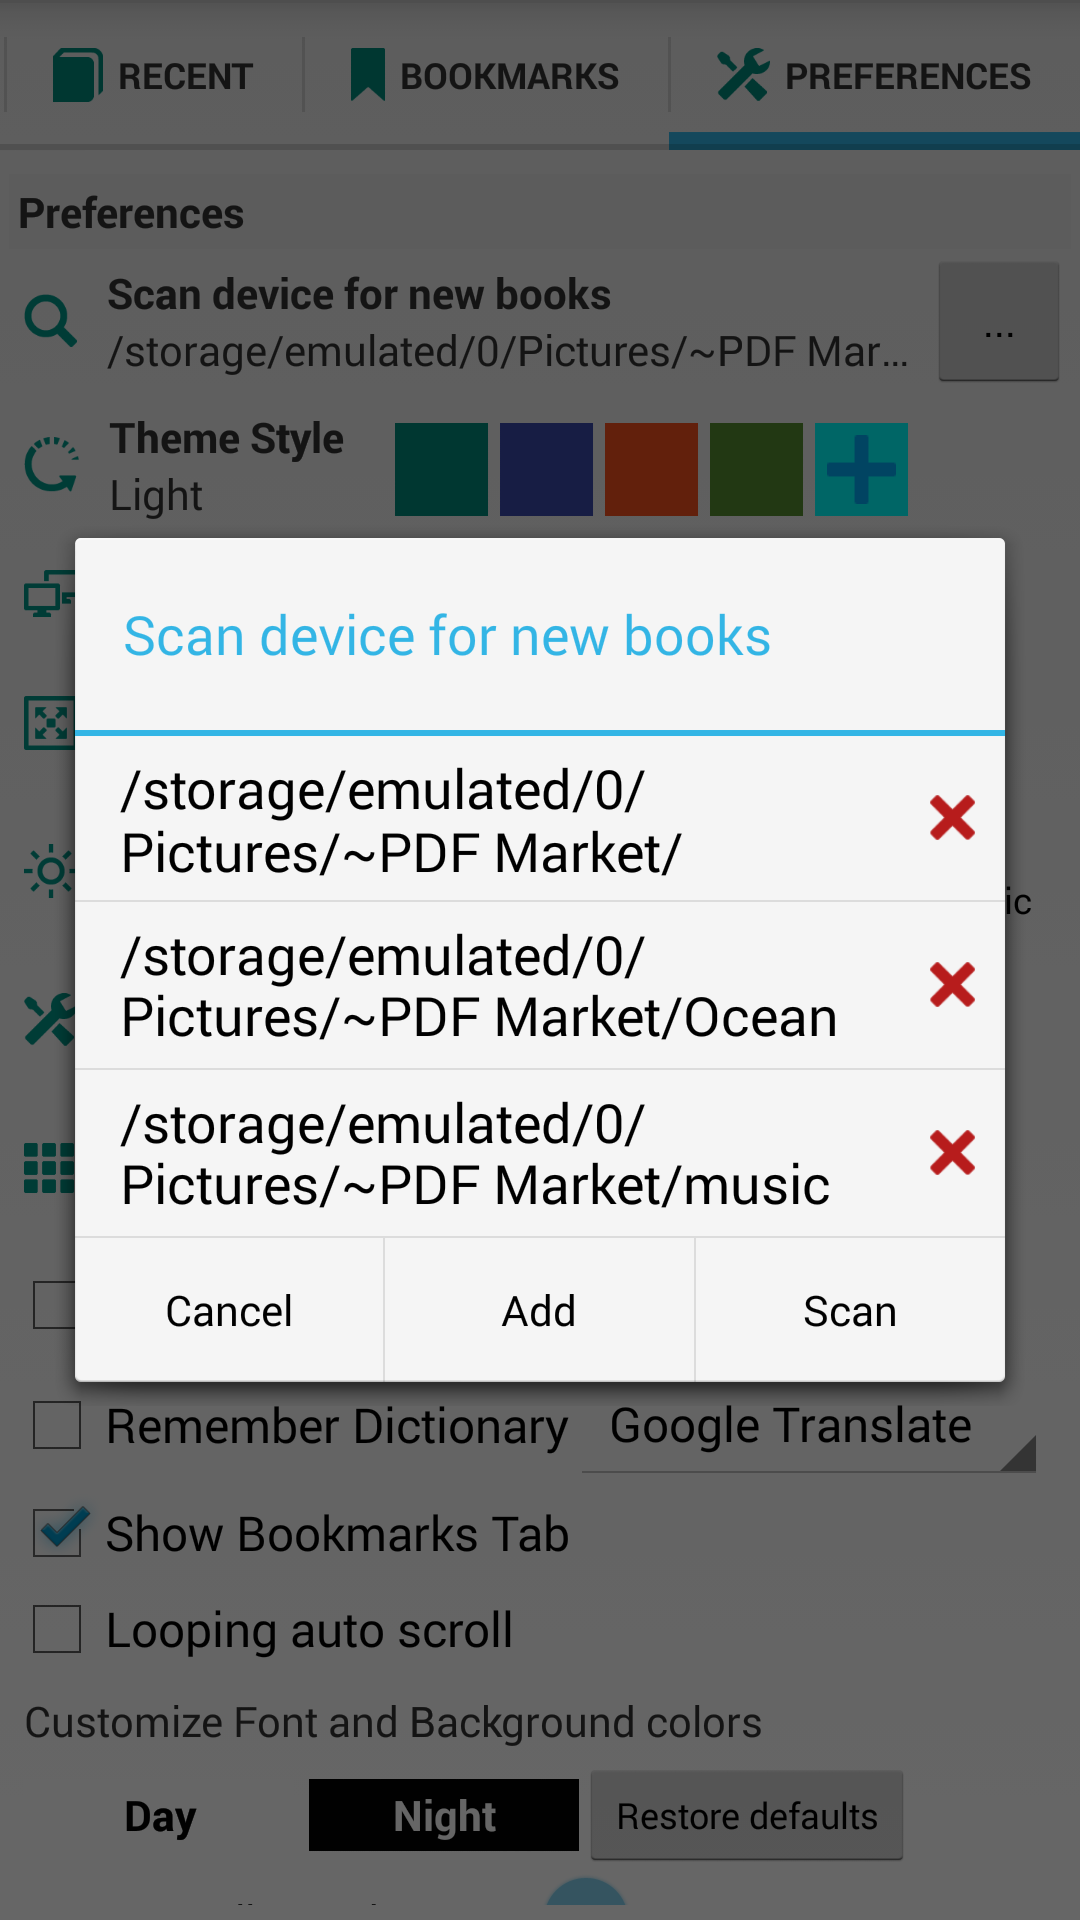 RECENT
BOOKMARKS
PREFERENCES
Preferences
Scan device for new books
/storage/emulated/0/Pictures/~PDF Mar...
...
Theme Style
Light
Scan device for new books
/storage/emulated/0/
Pictures/~PDF Market/
ic
/storage/emulated/0/
Pictures/~PDF Market/Ocean
/storage/emulated/0/
Pictures/~PDF Market/music
Cancel
Add
Scan
Remember Dictionary
Google Translate
Show Bookmarks Tab
Looping auto scroll
Customize Font and Background colors
Day
Night
Restore defaults